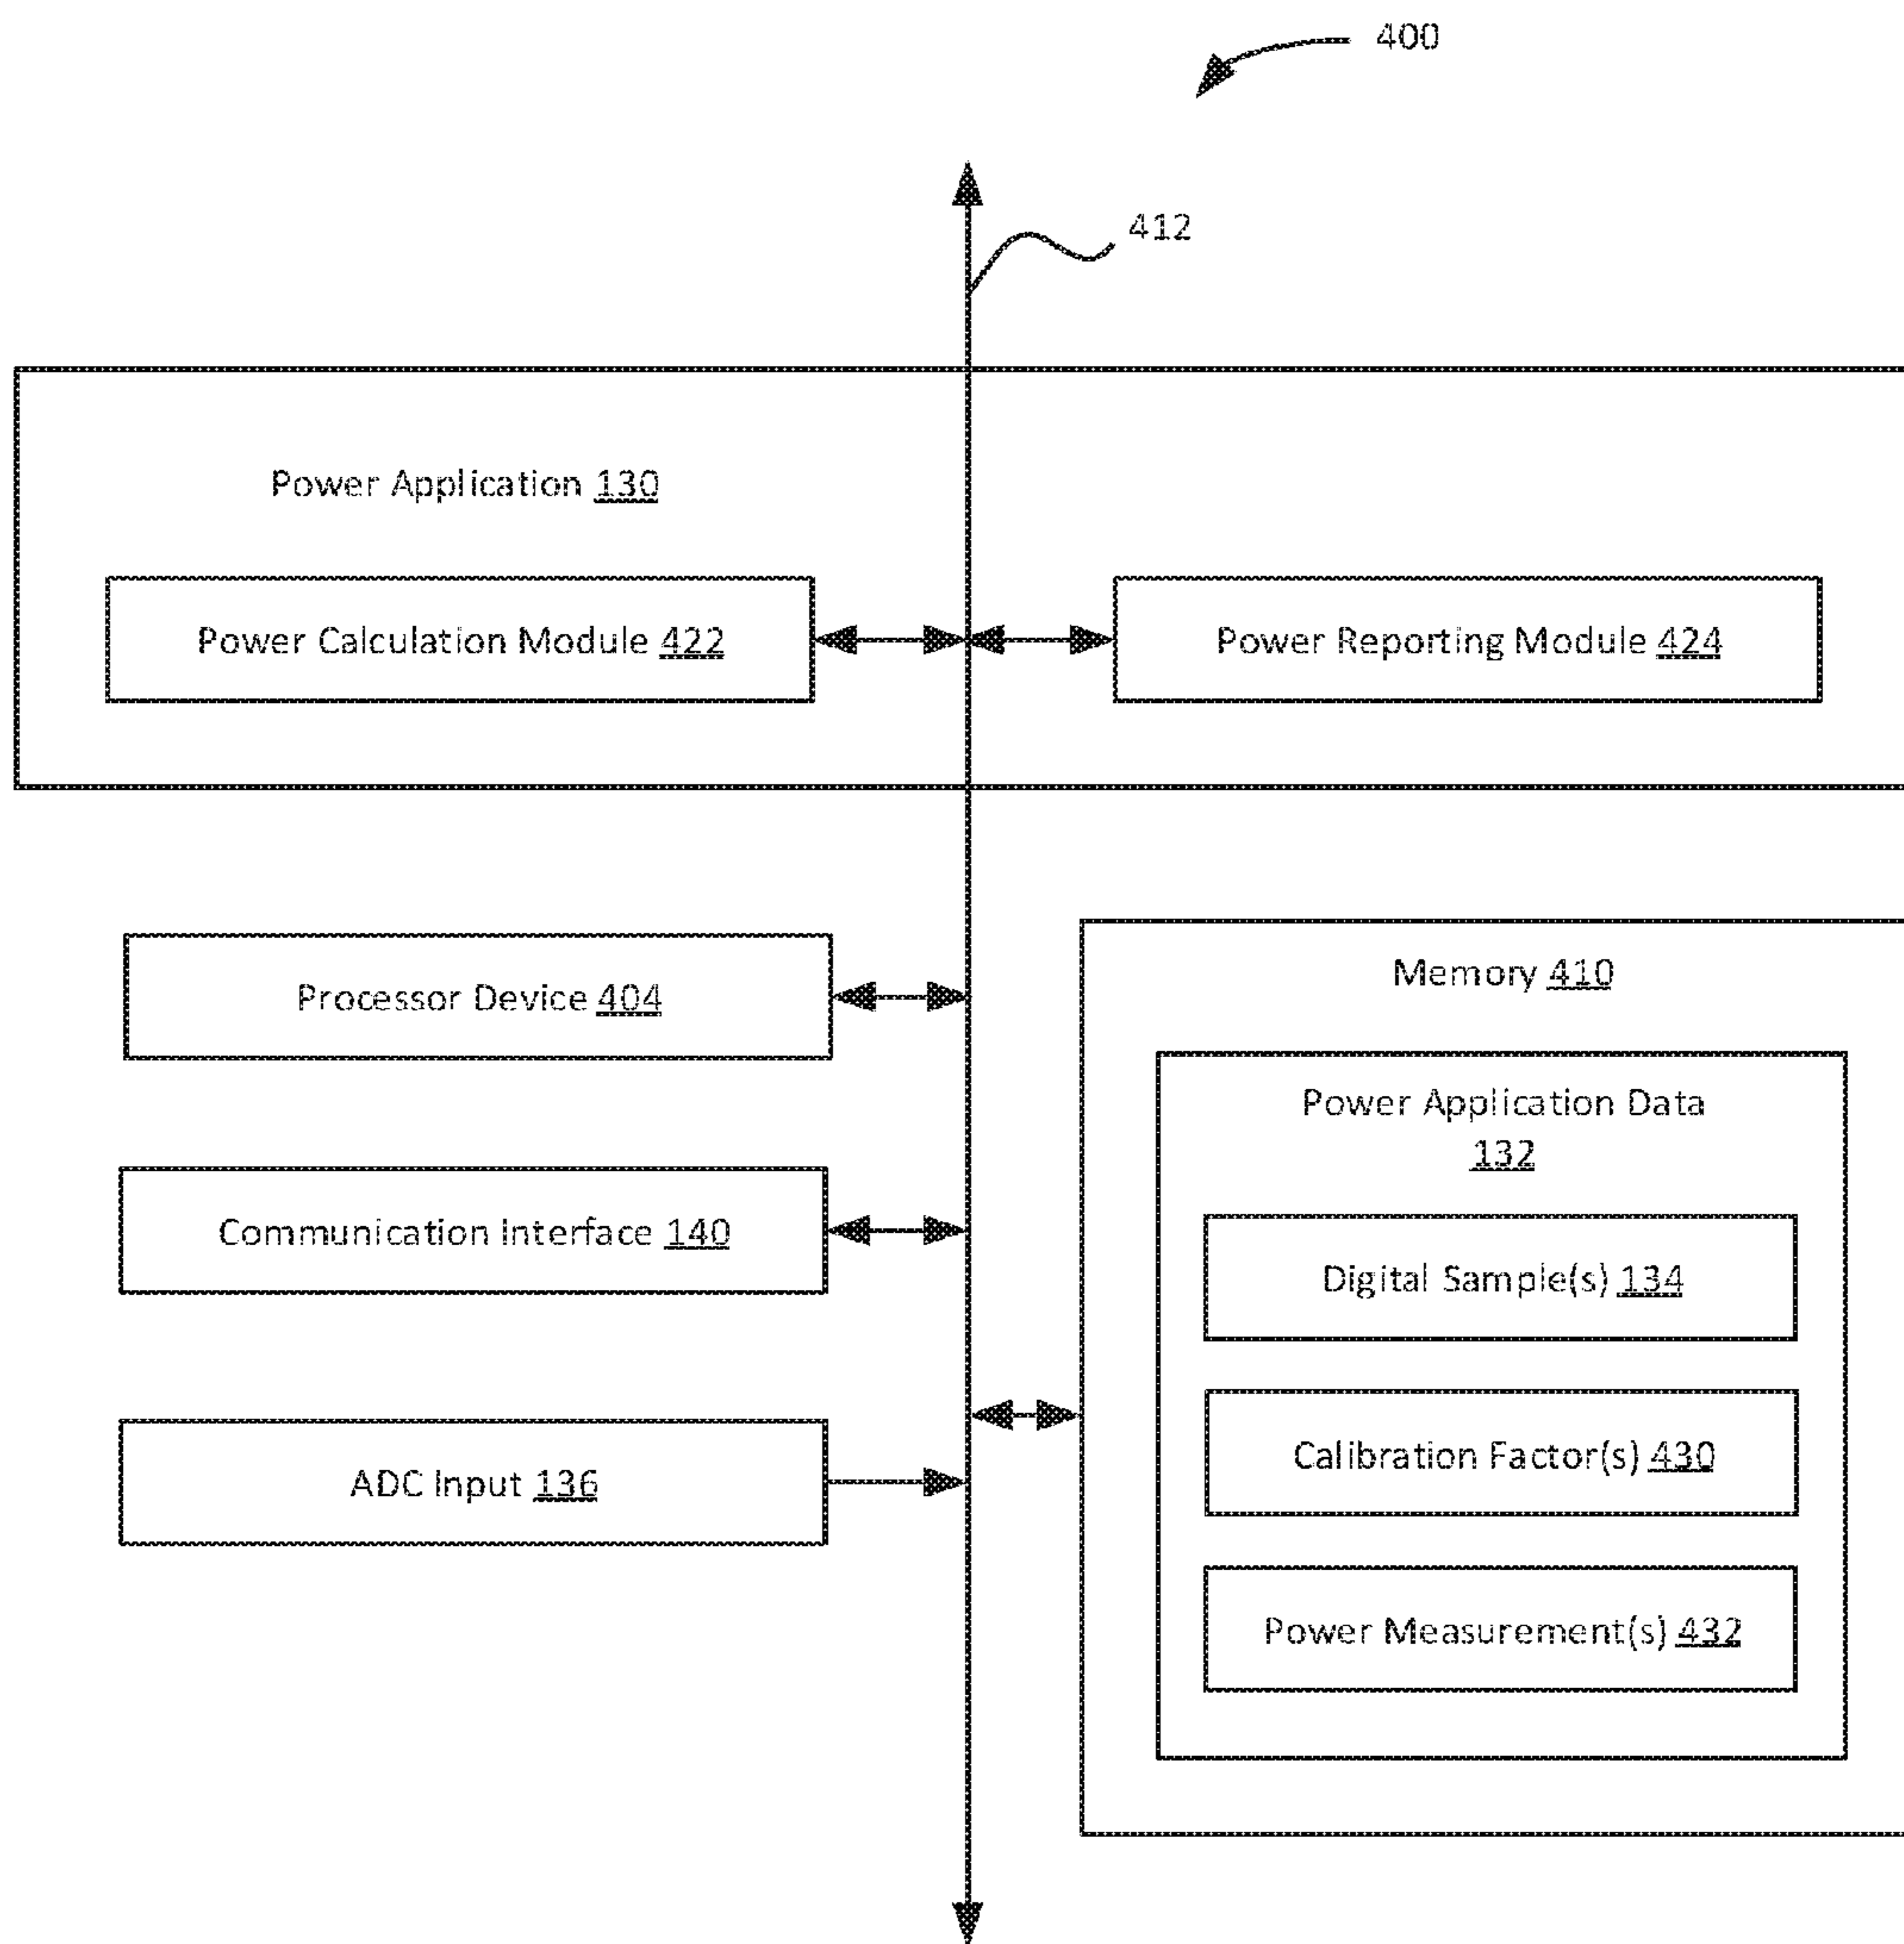 400
412
Power Application 130
Power Calculation Module 422
Power Reporting Module 424
Processor Device 404
Memory 410
Power Application Data
132
Communication Interface 140
Digital Sample(s) 134
Calibration Factor(s) 430
ADC Input 136
Power Measurement(s) 432